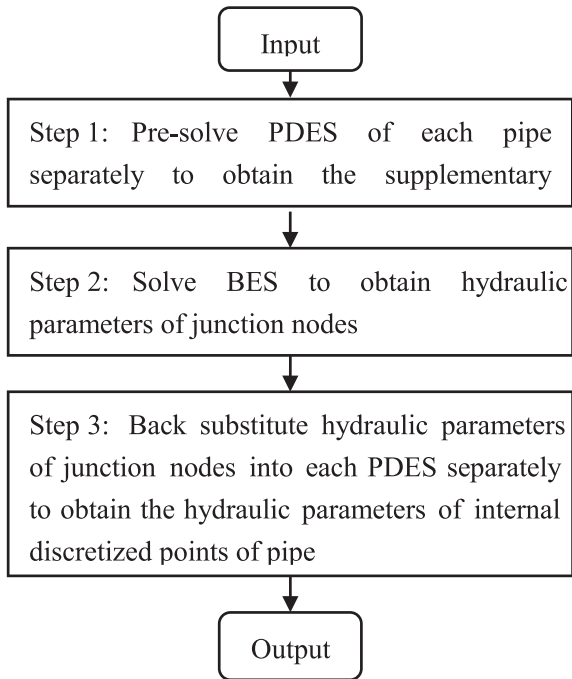 Input
Step 1: Pre-solve PDES of each pipe
separately to obtain the supplementary
Step 2: Solve BES to obtain hydraulic
parameters of junction nodes
Step 3: Back substitute hydraulic parameters
of junction nodes into each PDES separately
to obtain the hydraulic parameters of internal
discretized points of pipe
Output